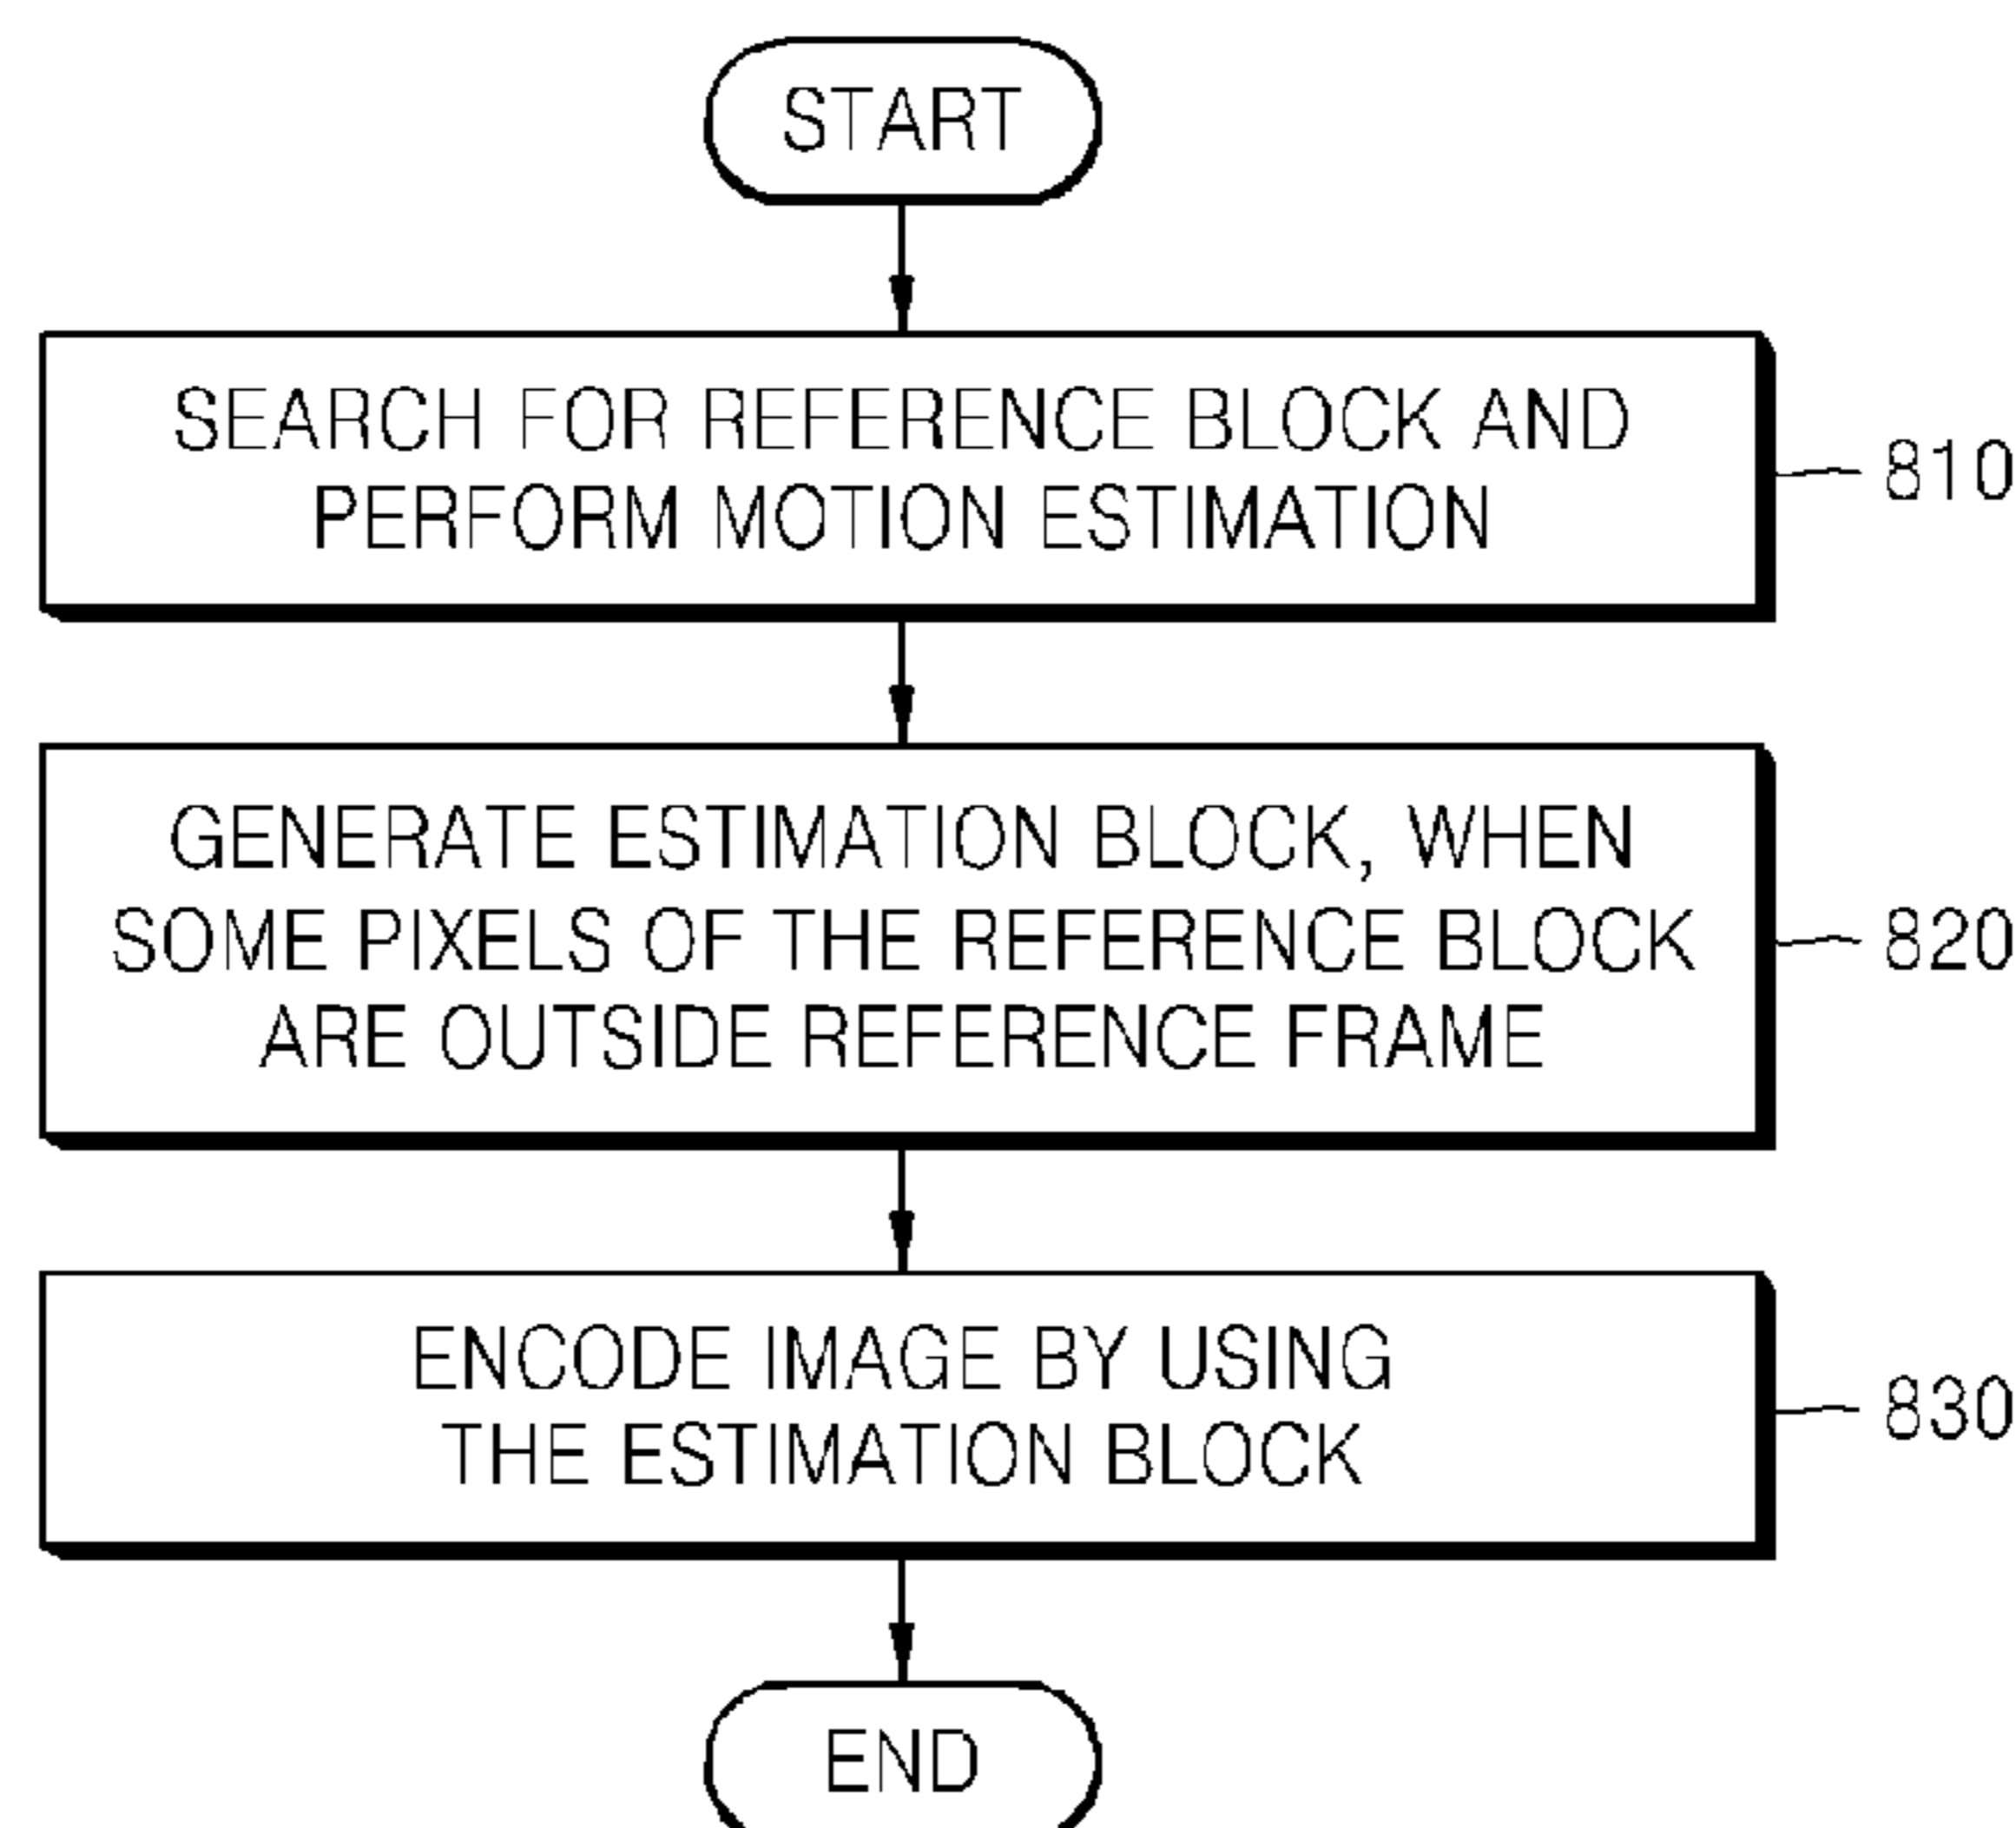 START
SEARCH FOR REFERENCE BLOCK AND
PERFORM MOTION ESTIMATION
810
GENERATE ESTIMATION BLOCK, WHEN
SOME PIXELS OF THE REFERENCE BLOCK
ARE OUTSIDE REFERENCE FRAME
820
ENCODE IMAGE BY USING
THE ESTIMATION BLOCK
830
END